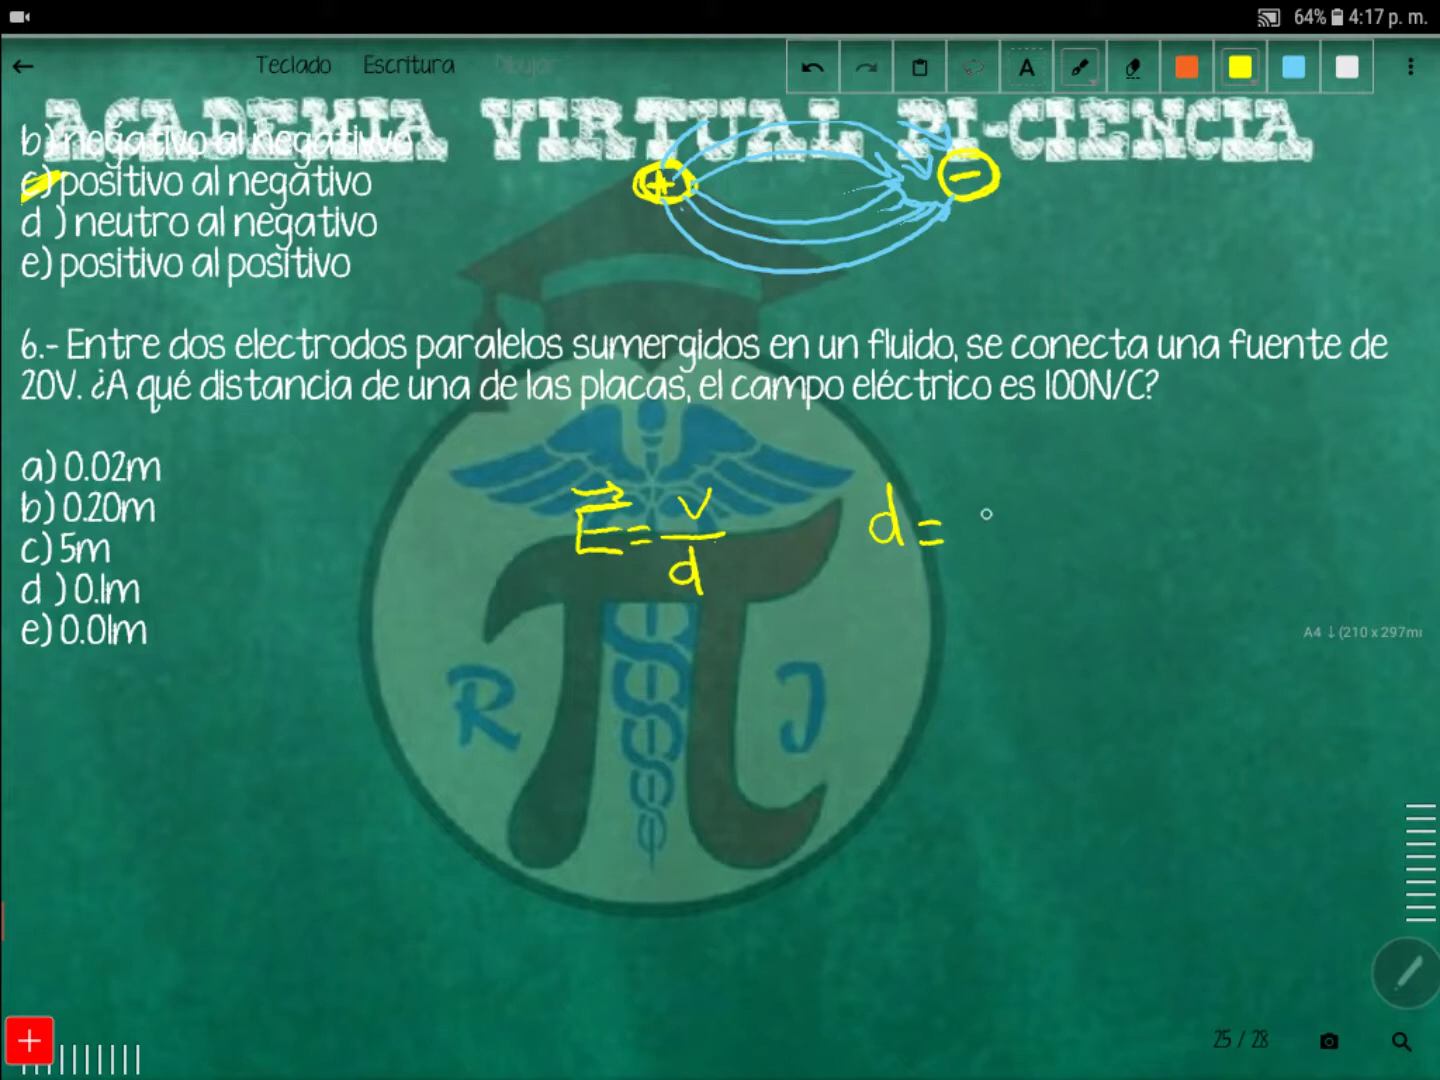 64% 4:17 p. m.
Teclado Escritura Dibujar
A
ACADEMIA VIRTUAL PI-CIENCIA
b) negativo al negativo
c) positivo al negativo
d ) neutro al negativo
e) positivo al positivo
+ −
6.- Entre dos electrodos paralelos sumergidos en un fluido, se conecta una fuente de
20V. ¿A qué distancia de una de las placas, el campo eléctrico es 100N/C?
a) 0.02m
b) 0.20m
c) 5m
d ) 0.1m
e) 0.01m
E = v/d d =
A4 ↓ (210 x 297m
R J
25 / 28